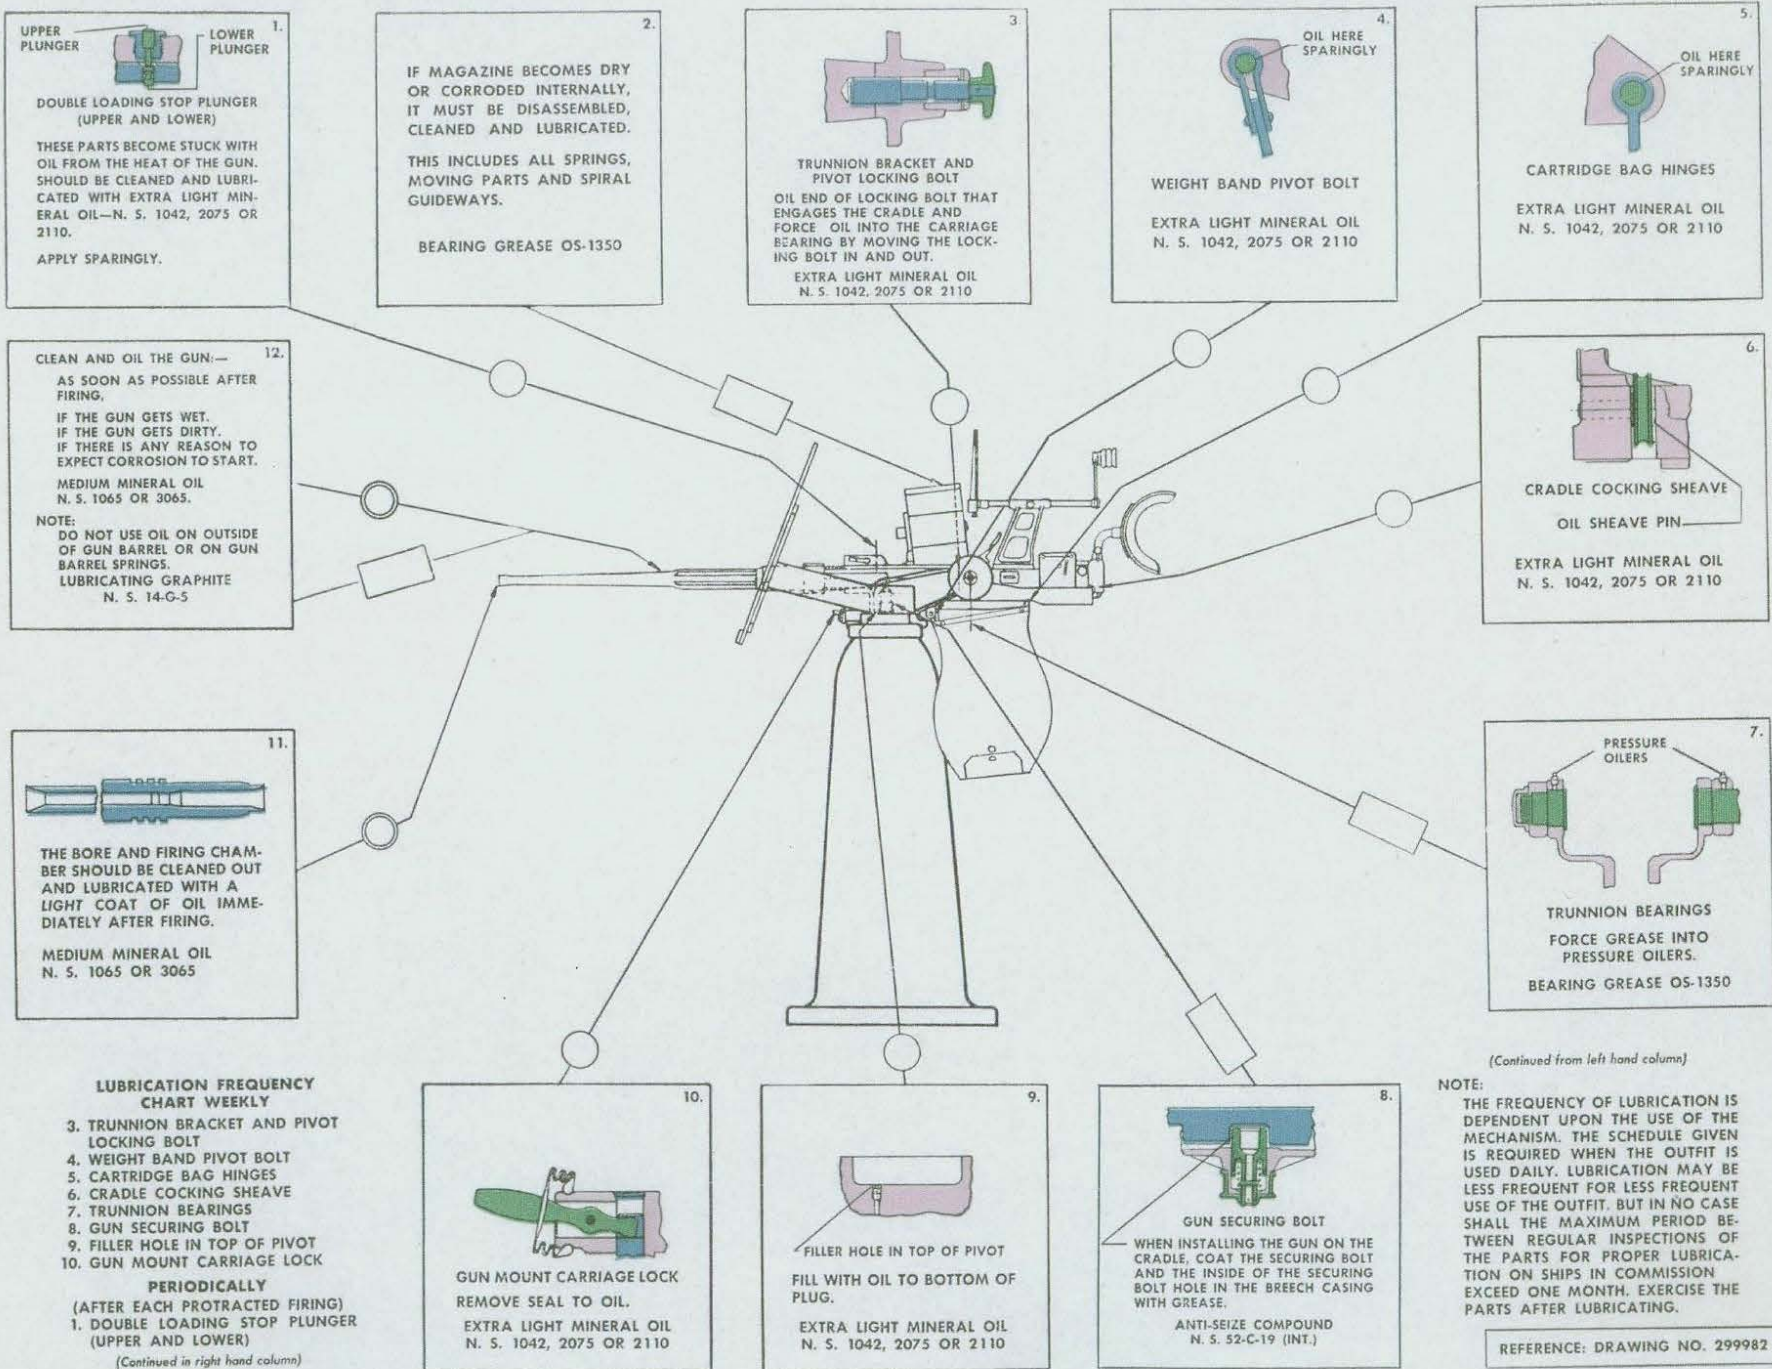 1.
UPPER
PLUNGER
LOWER
PLUNGER
DOUBLE LOADING STOP PLUNGER
(UPPER AND LOWER)
THESE PARTS BECOME STUCK WITH
OIL FROM THE HEAT OF THE GUN.
SHOULD BE CLEANED AND LUBRI-
CATED WITH EXTRA LIGHT MIN-
ERAL OIL—N. S. 1042, 2075 OR
2110.
APPLY SPARINGLY.
2.
IF MAGAZINE BECOMES DRY
OR CORRODED INTERNALLY,
IT MUST BE DISASSEMBLED,
CLEANED AND LUBRICATED.
THIS INCLUDES ALL SPRINGS,
MOVING PARTS AND SPIRAL
GUIDEWAYS.
BEARING GREASE OS-1350
3
TRUNNION BRACKET AND
PIVOT LOCKING BOLT
OIL END OF LOCKING BOLT THAT
ENGAGES THE CRADLE AND
FORCE OIL INTO THE CARRIAGE
BEARING BY MOVING THE LOCK-
ING BOLT IN AND OUT.
EXTRA LIGHT MINERAL OIL
N. S. 1042, 2075 OR 2110
4.
OIL HERE
SPARINGLY
WEIGHT BAND PIVOT BOLT
EXTRA LIGHT MINERAL OIL
N. S. 1042, 2075 OR 2110
5.
OIL HERE
SPARINGLY
CARTRIDGE BAG HINGES
EXTRA LIGHT MINERAL OIL
N. S. 1042, 2075 OR 2110
12.
CLEAN AND OIL THE GUN:—
AS SOON AS POSSIBLE AFTER
FIRING.
IF THE GUN GETS WET.
IF THE GUN GETS DIRTY.
IF THERE IS ANY REASON TO
EXPECT CORROSION TO START.
MEDIUM MINERAL OIL
N. S. 1065 OR 3065.
NOTE:
DO NOT USE OIL ON OUTSIDE
OF GUN BARREL OR ON GUN
BARREL SPRINGS.
LUBRICATING GRAPHITE
N. S. 14-G-5
6.
CRADLE COCKING SHEAVE
OIL SHEAVE PIN
EXTRA LIGHT MINERAL OIL
N. S. 1042, 2075 OR 2110
11.
THE BORE AND FIRING CHAM-
BER SHOULD BE CLEANED OUT
AND LUBRICATED WITH A
LIGHT COAT OF OIL IMME-
DIATELY AFTER FIRING.
MEDIUM MINERAL OIL
N. S. 1065 OR 3065
7.
PRESSURE
OILERS
TRUNNION BEARINGS
FORCE GREASE INTO
PRESSURE OILERS.
BEARING GREASE OS-1350
LUBRICATION FREQUENCY
CHART WEEKLY
3. TRUNNION BRACKET AND PIVOT
LOCKING BOLT
4. WEIGHT BAND PIVOT BOLT
5. CARTRIDGE BAG HINGES
6. CRADLE COCKING SHEAVE
7. TRUNNION BEARINGS
8. GUN SECURING BOLT
9. FILLER HOLE IN TOP OF PIVOT
10. GUN MOUNT CARRIAGE LOCK
PERIODICALLY
(AFTER EACH PROTRACTED FIRING)
1. DOUBLE LOADING STOP PLUNGER
(UPPER AND LOWER)
(Continued in right hand column)
10.
GUN MOUNT CARRIAGE LOCK
REMOVE SEAL TO OIL.
EXTRA LIGHT MINERAL OIL
N. S. 1042, 2075 OR 2110
9.
FILLER HOLE IN TOP OF PIVOT
FILL WITH OIL TO BOTTOM OF
PLUG.
EXTRA LIGHT MINERAL OIL
N. S. 1042, 2075 OR 2110
8.
GUN SECURING BOLT
WHEN INSTALLING THE GUN ON THE
CRADLE, COAT THE SECURING BOLT
AND THE INSIDE OF THE SECURING
BOLT HOLE IN THE BREECH CASING
WITH GREASE.
ANTI-SEIZE COMPOUND
N. S. 52-C-19 (INT.)
(Continued from left hand column)
NOTE:
THE FREQUENCY OF LUBRICATION IS
DEPENDENT UPON THE USE OF THE
MECHANISM. THE SCHEDULE GIVEN
IS REQUIRED WHEN THE OUTFIT IS
USED DAILY. LUBRICATION MAY BE
LESS FREQUENT FOR LESS FREQUENT
USE OF THE OUTFIT. BUT IN NO CASE
SHALL THE MAXIMUM PERIOD BE-
TWEEN REGULAR INSPECTIONS OF
THE PARTS FOR PROPER LUBRICA-
TION ON SHIPS IN COMMISSION
EXCEED ONE MONTH. EXERCISE THE
PARTS AFTER LUBRICATING.
REFERENCE: DRAWING NO. 299982